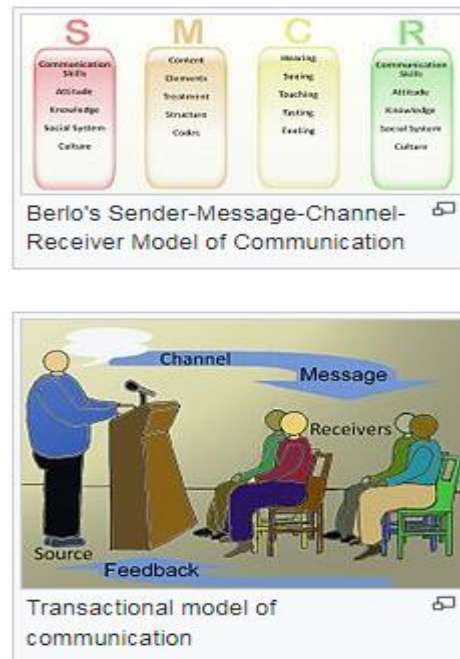 S M C R
Communication Skills
Attitude
Knowledge
Social System
Culture
Content
Elements
Treatment
Structure
Codes
Hearing
Seeing
Touching
Tasting
Communication Skills
Attitude
Knowledge
Social System
Culture
Berlo's Sender-Message-Channel-
Receiver Model of Communication
Channel
Message
Receivers
Source
Feedback
Transactional model of
communication